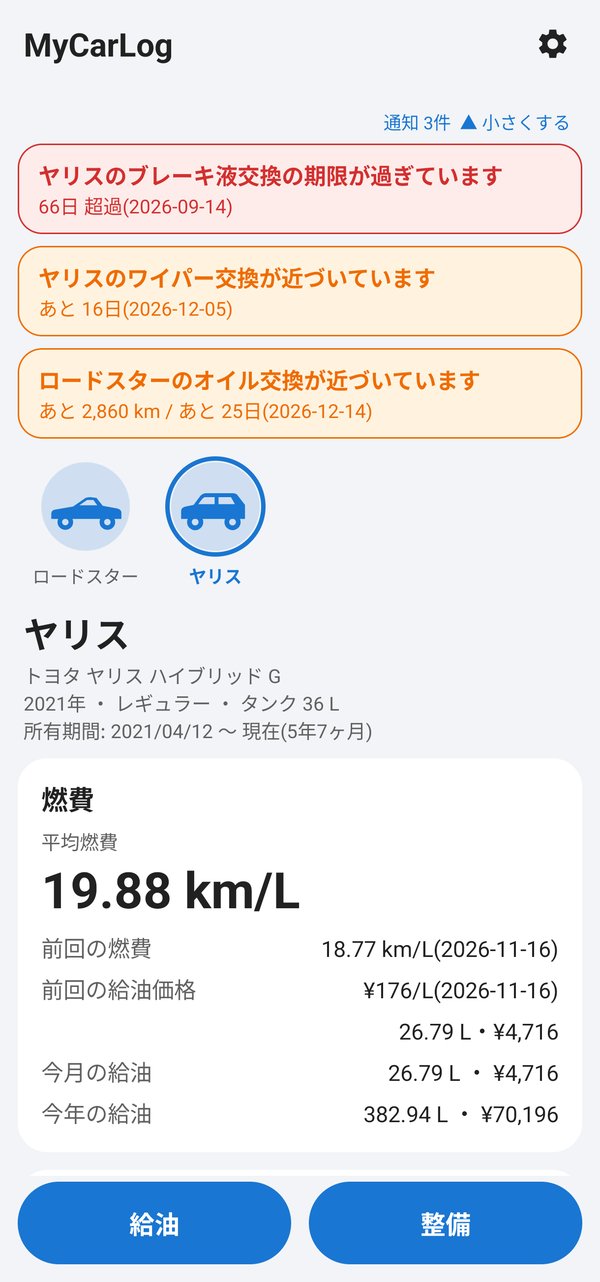 MyCarLog
通知 3件 ▲ 小さくする
ヤリスのブレーキ液交換の期限が過ぎています
66日 超過(2026-09-14)
ヤリスのワイパー交換が近づいています
あと 16日(2026-12-05)
ロードスターのオイル交換が近づいています
あと 2,860 km / あと 25日(2026-12-14)
ロードスター
ヤリス
ヤリス
トヨタ ヤリス ハイブリッド G
2021年 ・ レギュラー ・ タンク 36 L
所有期間: 2021/04/12 〜 現在(5年7ヶ月)
燃費
平均燃費
19.88 km/L
前回の燃費 18.77 km/L(2026-11-16)
前回の給油価格 ¥176/L(2026-11-16)
26.79 L・¥4,716
今月の給油 26.79 L ・ ¥4,716
今年の給油 382.94 L ・ ¥70,196
給油
整備